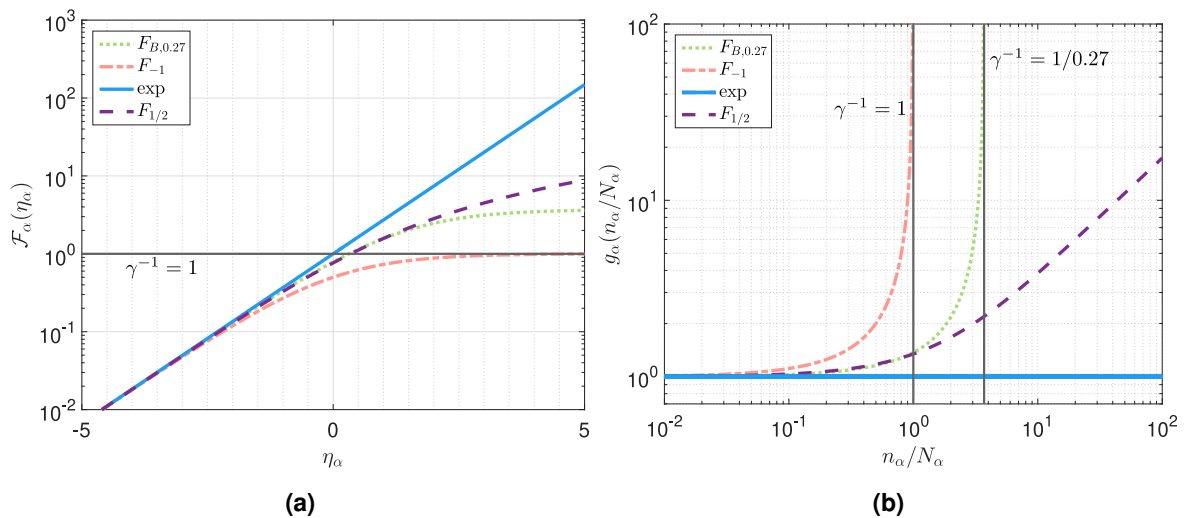 10^3
10^2
10^1
10^0
10^-1
10^-2
F_α(η_α)
F_{B,0.27}
F_{-1}
exp
F_{1/2}
γ^{-1} = 1
-5
0
5
η_α
(a)
10^2
10^1
10^0
g_α(n_α/N_α)
F_{B,0.27}
F_{-1}
exp
F_{1/2}
γ^{-1} = 1/0.27
γ^{-1} = 1
10^-2
10^-1
10^0
10^1
10^2
n_α/N_α
(b)